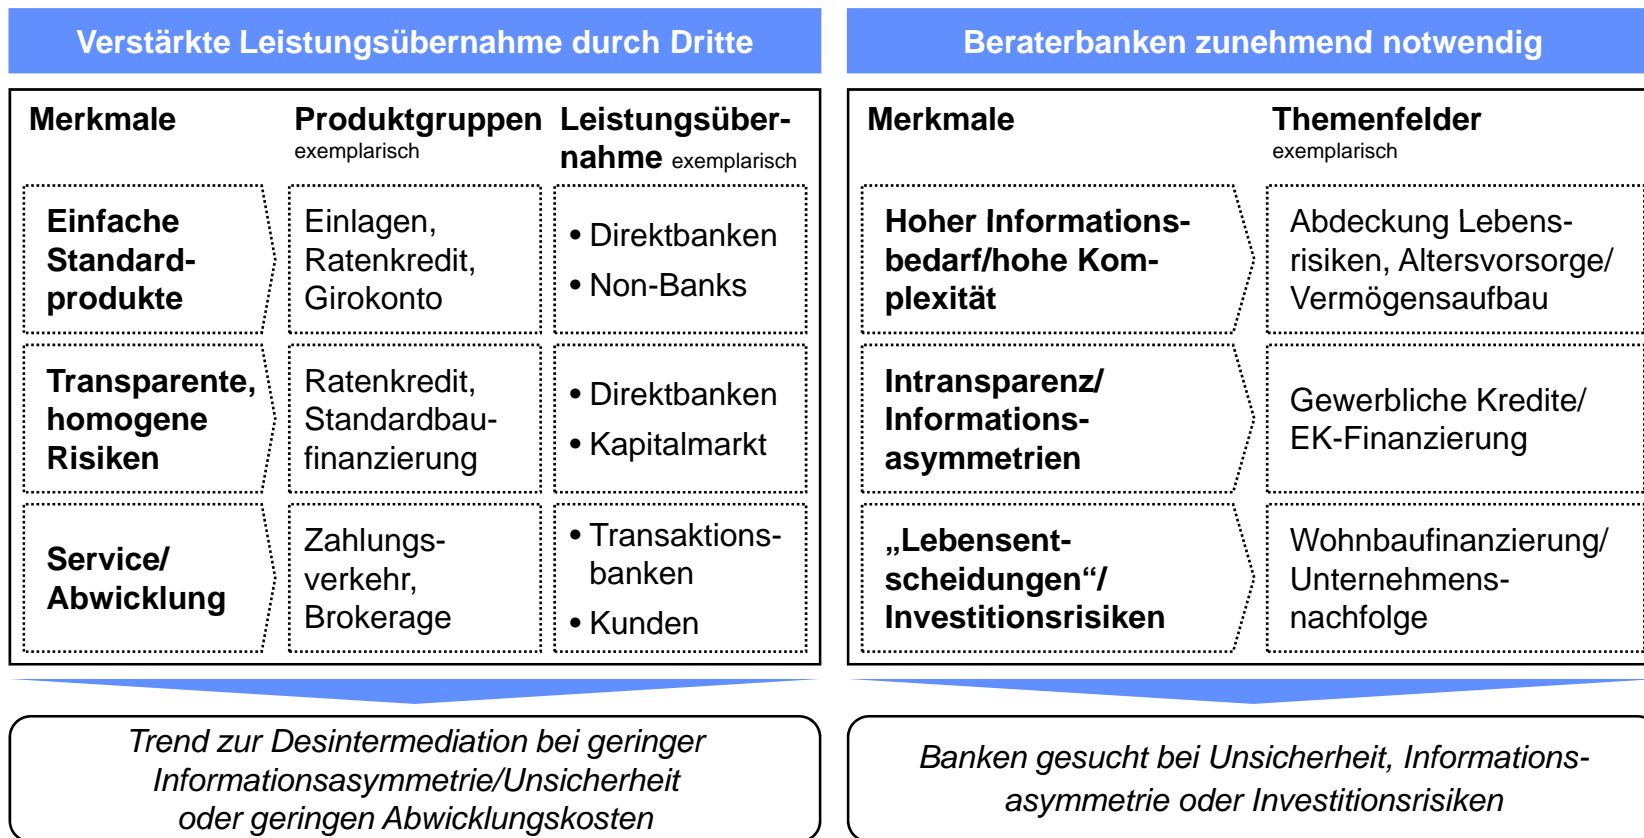 Verstärkte Leistungsübernahme durch Dritte
Merkmale
Produktgruppen
exemplarisch
Leistungsüber-
nahme exemplarisch
Einfache
Standard-
produkte
Einlagen,
Ratenkredit,
Girokonto
• Direktbanken
• Non-Banks
Transparente,
homogene
Risiken
Ratenkredit,
Standardbau-
finanzierung
• Direktbanken
• Kapitalmarkt
Service/
Abwicklung
Zahlungs-
verkehr,
Brokerage
• Transaktions-
banken
• Kunden
Trend zur Desintermediation bei geringer
Informationsasymmetrie/Unsicherheit
oder geringen Abwicklungskosten
Beraterbanken zunehmend notwendig
Merkmale
Themenfelder
exemplarisch
Hoher Informations-
bedarf/hohe Kom-
plexität
Abdeckung Lebens-
risiken, Altersvorsorge/
Vermögensaufbau
Intransparenz/
Informations-
asymmetrien
Gewerbliche Kredite/
EK-Finanzierung
„Lebensent-
scheidungen“/
Investitionsrisiken
Wohnbaufinanzierung/
Unternehmens-
nachfolge
Banken gesucht bei Unsicherheit, Informations-
asymmetrie oder Investitionsrisiken